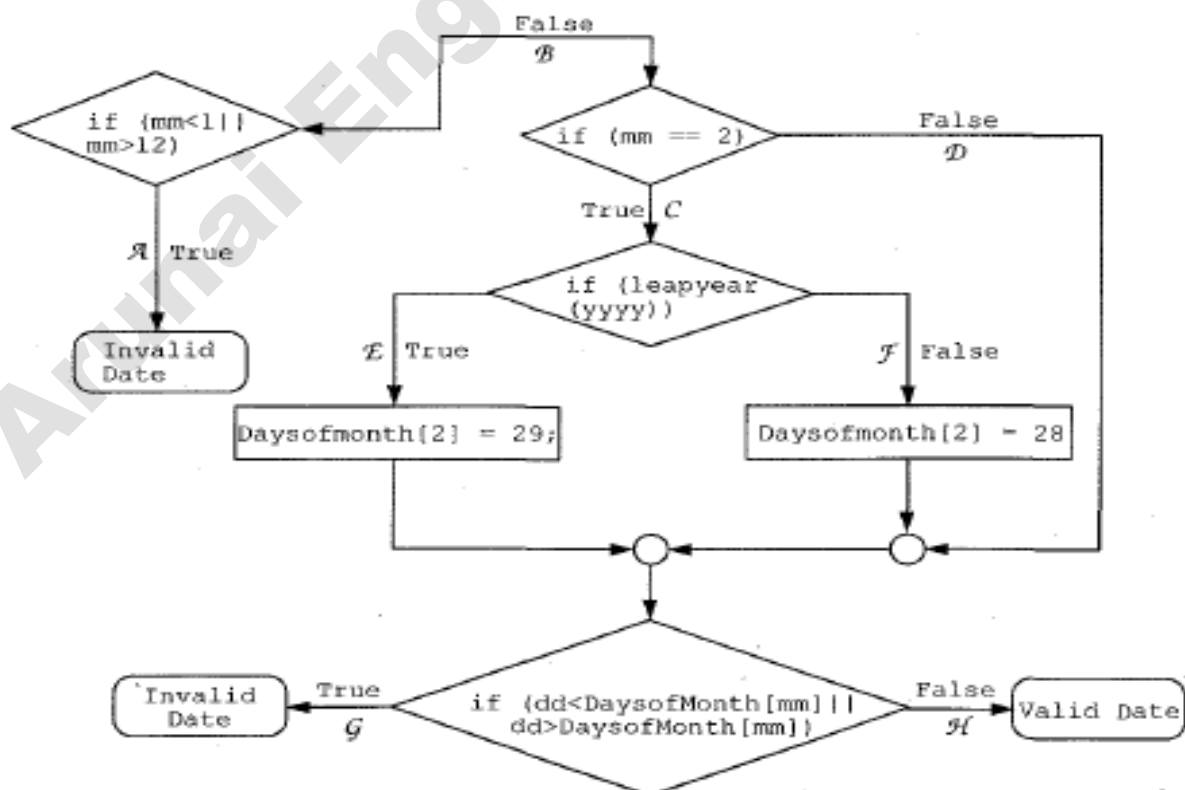 False
B
if (mm<1||
mm>12)
if (mm == 2)
False
D
True C
A True
if (leapyear
(yyyy))
Invalid
Date
E True
F False
Daysofmonth[2] = 29;
Daysofmonth[2] = 28
Invalid
Date
True
G
if (dd<DaysofMonth[mm]||
dd>DaysofMonth[mm])
False
H
Valid Date
Arunai Eng